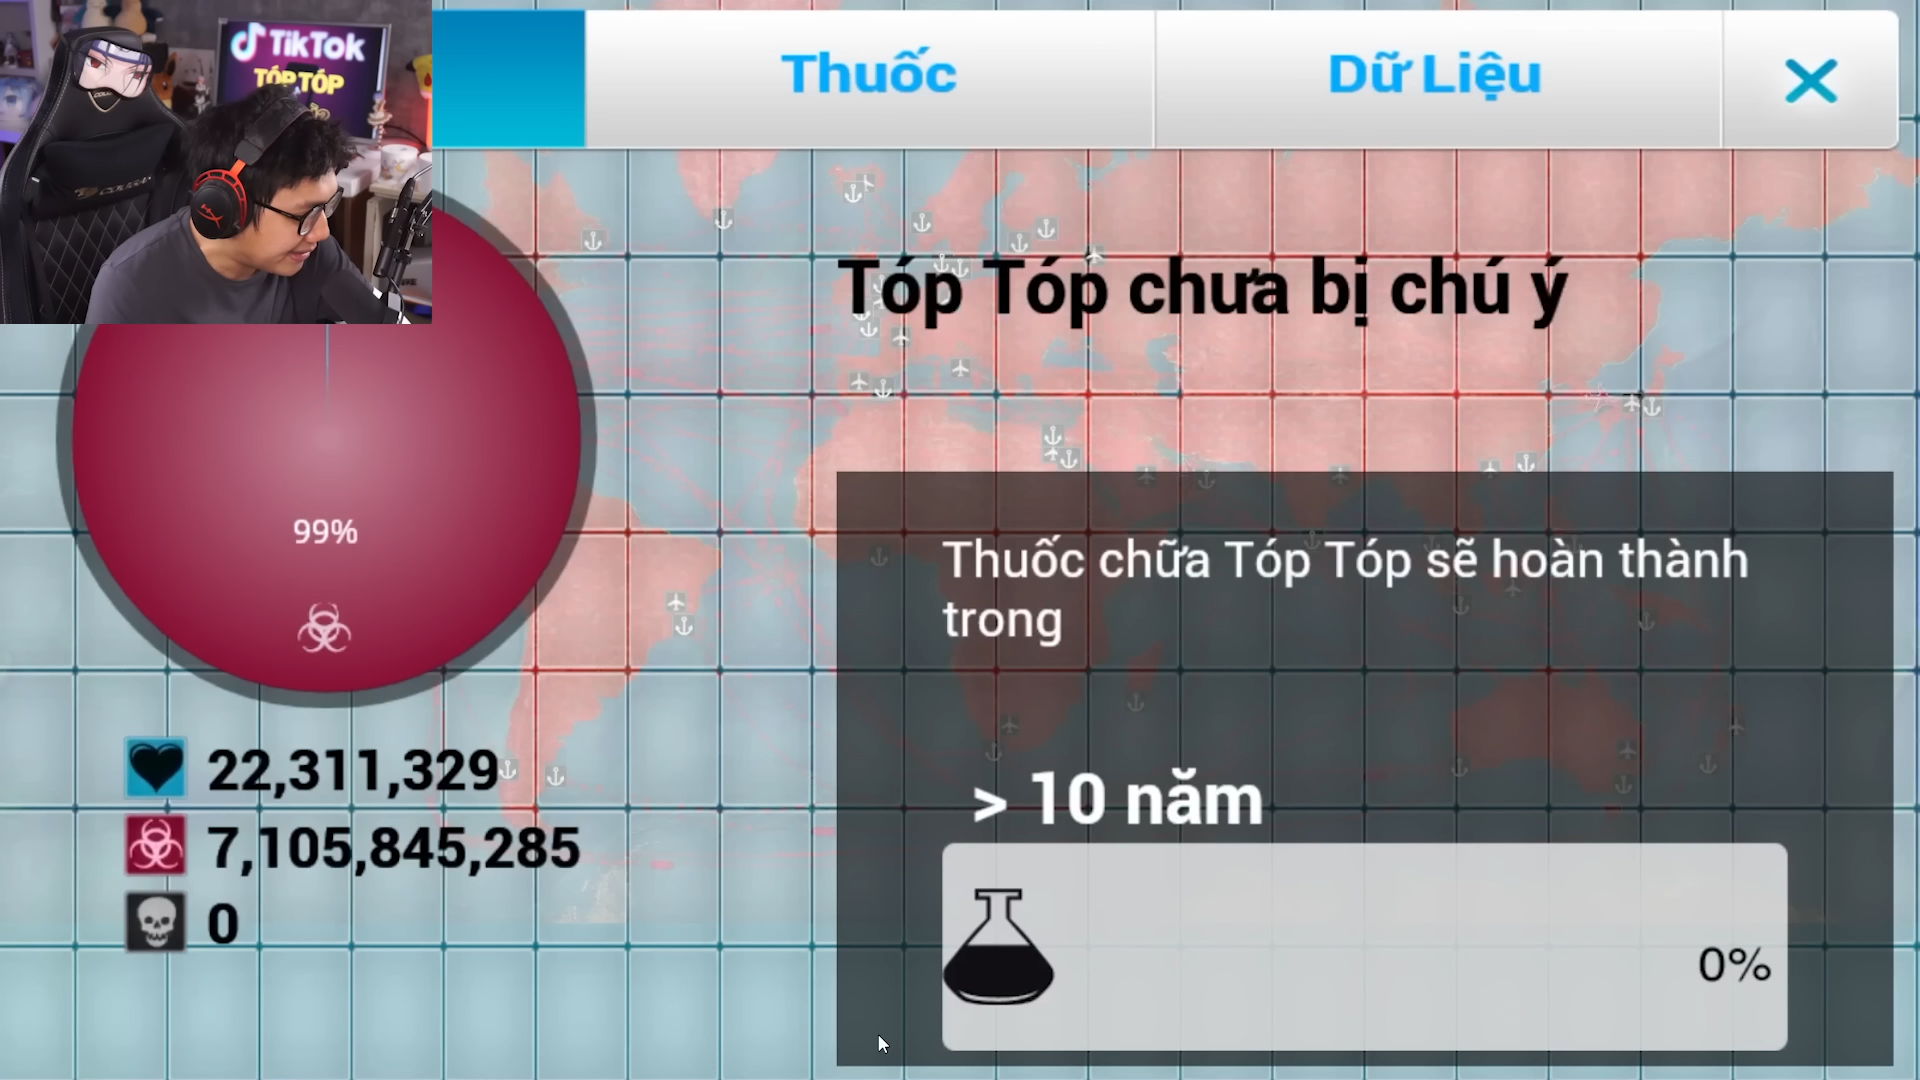 TikTok
TÓP TÓP
COUGAR
Thuốc
Dữ Liệu
Tóp Tóp chưa bị chú ý
99%
Thuốc chữa Tóp Tóp sẽ hoàn thành
trong
> 10 năm
22,311,329
7,105,845,285
0
0%